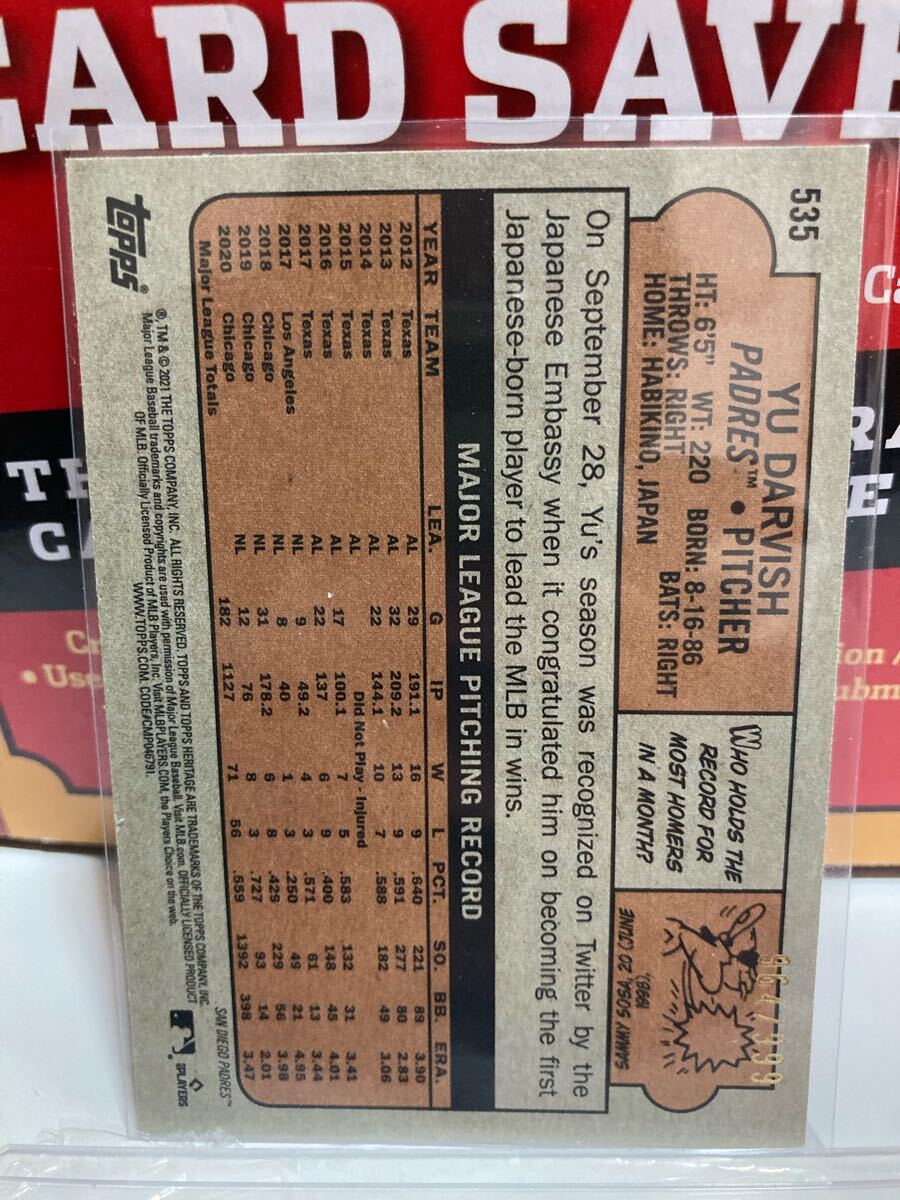 CARD SAVE
535
YU DARVISH
PADRES™ • PITCHER
HT: 6'5" WT: 220 BORN: 8-16-86
THROWS: RIGHT BATS: RIGHT
HOME: HABIKINO, JAPAN
WHO HOLDS THE
RECORD FOR
MOST HOMERS
IN A MONTH?
SAMMY SOSA, 20 (JUNE
1998).
964/999
On September 28, Yu's season was recognized on Twitter by the
Japanese Embassy when it congratulated him on becoming the first
Japanese-born player to lead the MLB in wins.
MAJOR LEAGUE PITCHING RECORD
YEAR TEAM LEA. G IP W L PCT. SO. BB. ERA.
2012 Texas AL 29 191.1 16 9 .640 221 89 3.90
2013 Texas AL 32 209.2 13 9 .591 277 80 2.83
2014 Texas AL 22 144.1 10 7 .588 182 49 3.06
2015 Texas AL Did Not Play - Injured
2016 Texas AL 17 100.1 7 5 .583 132 31 3.41
2017 Texas AL 22 137 6 9 .400 148 45 4.01
2017 Los Angeles NL 9 49.2 4 3 .571 61 13 3.44
2018 Chicago NL 8 40 1 3 .250 49 21 4.95
2019 Chicago NL 31 178.2 6 8 .429 229 56 3.98
2020 Chicago NL 12 76 8 3 .727 93 14 2.01
Major League Totals 182 1127 71 56 .559 1392 398 3.47
SAN DIEGO PADRES™
topps®
®, TM & © 2021 THE TOPPS COMPANY, INC. ALL RIGHTS RESERVED. TOPPS AND TOPPS HERITAGE ARE TRADEMARKS OF THE TOPPS COMPANY, INC.
Major League Baseball trademarks and copyrights are used with permission of Major League Baseball. Visit MLB.com. OFFICIALLY LICENSED PRODUCT
OF MLB. Officially Licensed Product of MLB Players, Inc. Visit MLBPLAYERS.COM, the Players Choice on the web.
WWW.TOPPS.COM. CODE#CMP046791.
PLAYERS
• Use